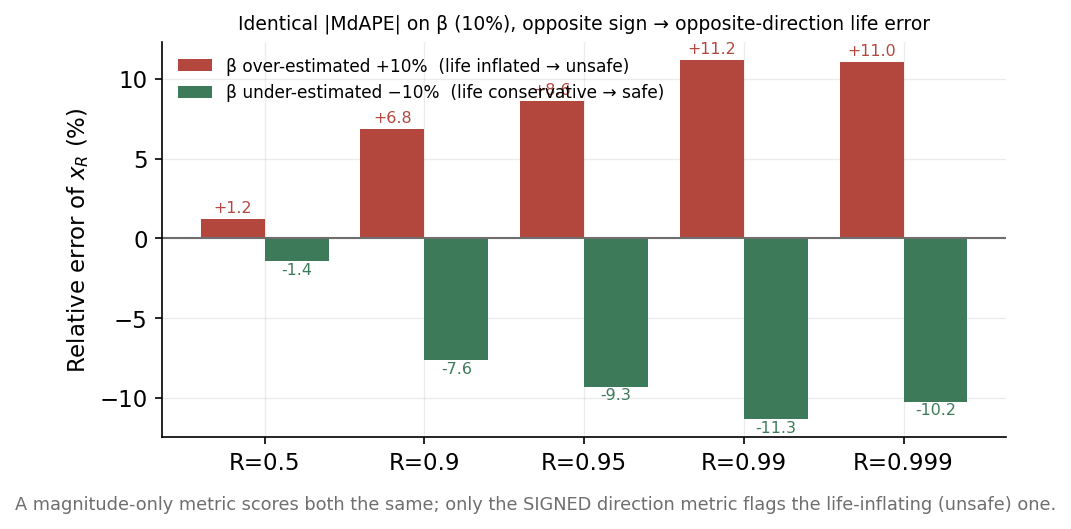 Identical |MdAPE| on β (10%), opposite sign → opposite-direction life error
β over-estimated +10%  (life inflated → unsafe)
β under-estimated −10%  (life conservative → safe)
Relative error of x_R (%)
10
5
0
−5
−10
+1.2
-1.4
+6.8
-7.6
+8.6
-9.3
+11.2
-11.3
+11.0
-10.2
R=0.5
R=0.9
R=0.95
R=0.99
R=0.999
A magnitude-only metric scores both the same; only the SIGNED direction metric flags the life-inflating (unsafe) one.